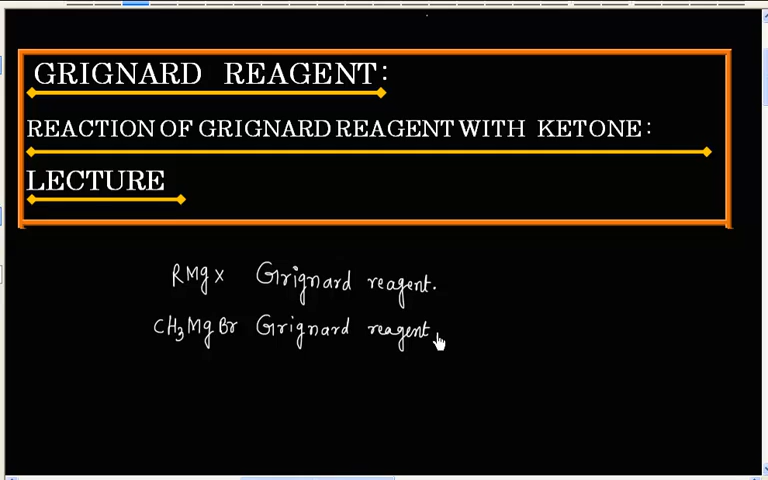 GRIGNARD REAGENT:
REACTION OF GRIGNARD REAGENT WITH KETONE:
LECTURE
RMgx Grignard reagent.
CH₃MgBr Grignard reagent